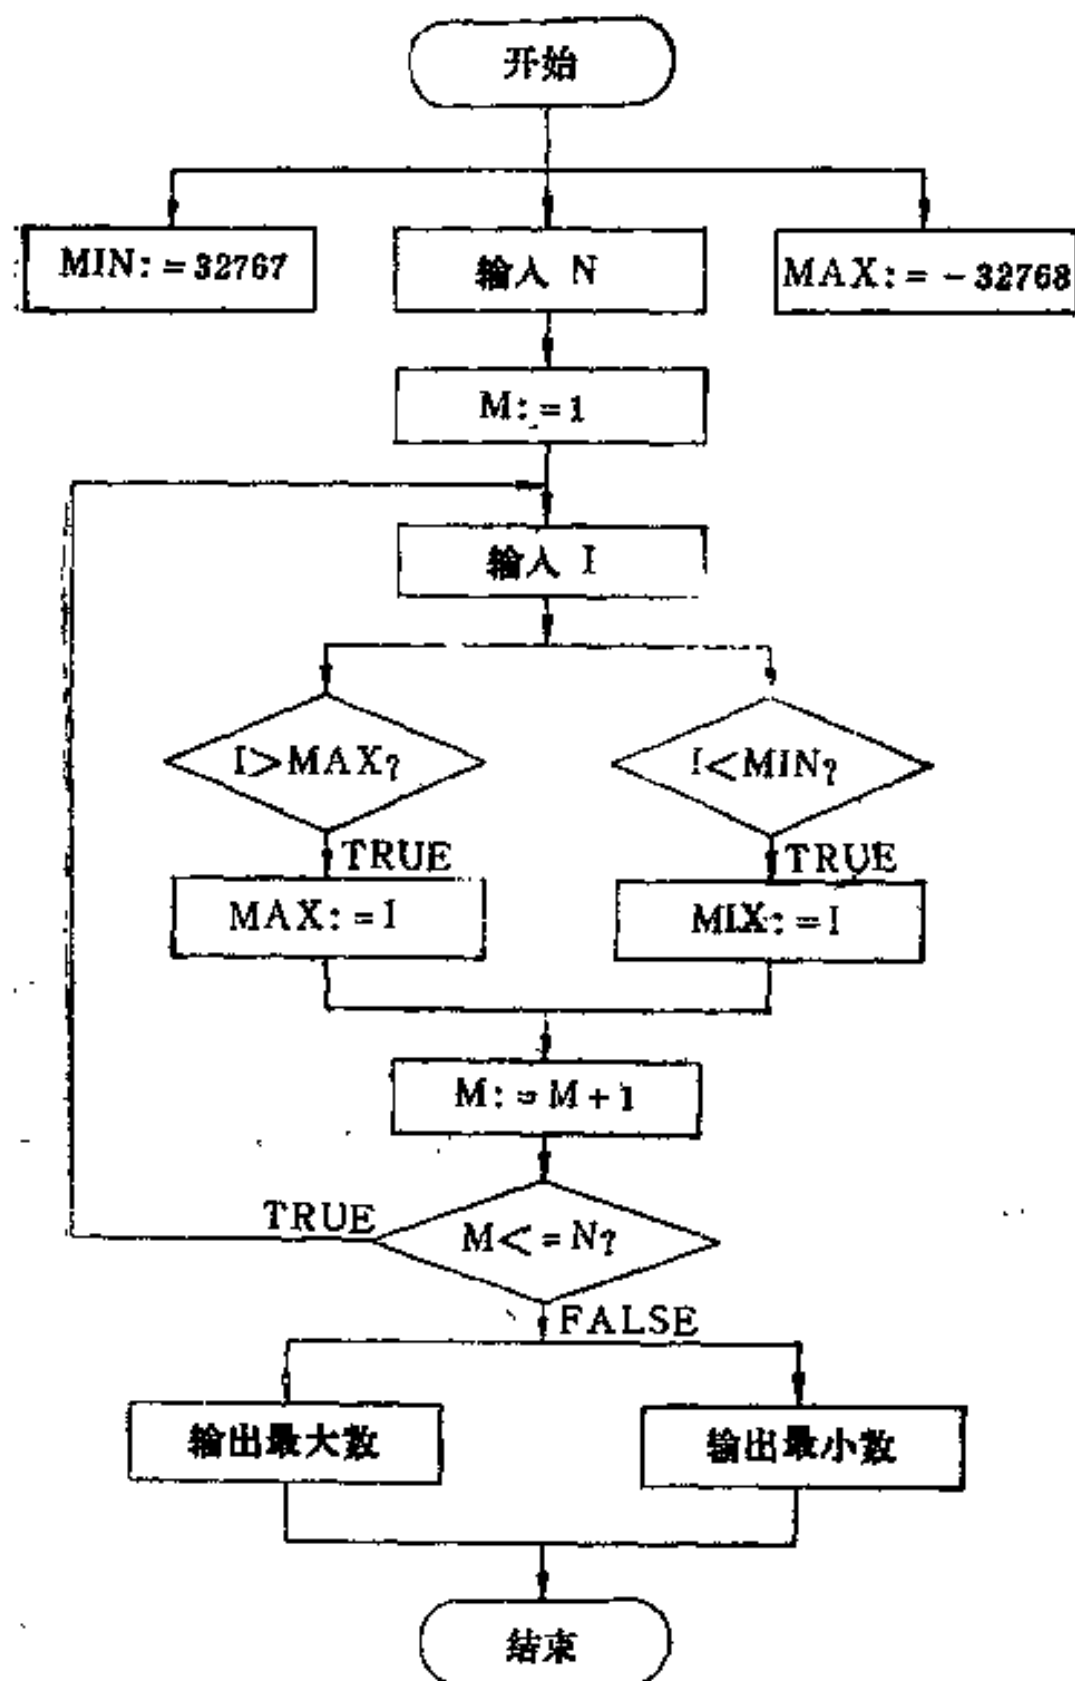 开始
MIN:=32767
输入 N
MAX:=-32768
M:=1
输入 I
I>MAX?
I<MIN?
TRUE
TRUE
MAX:=I
MIX:=I
M:=M+1
TRUE
M<=N?
FALSE
输出最大数
输出最小数
结束